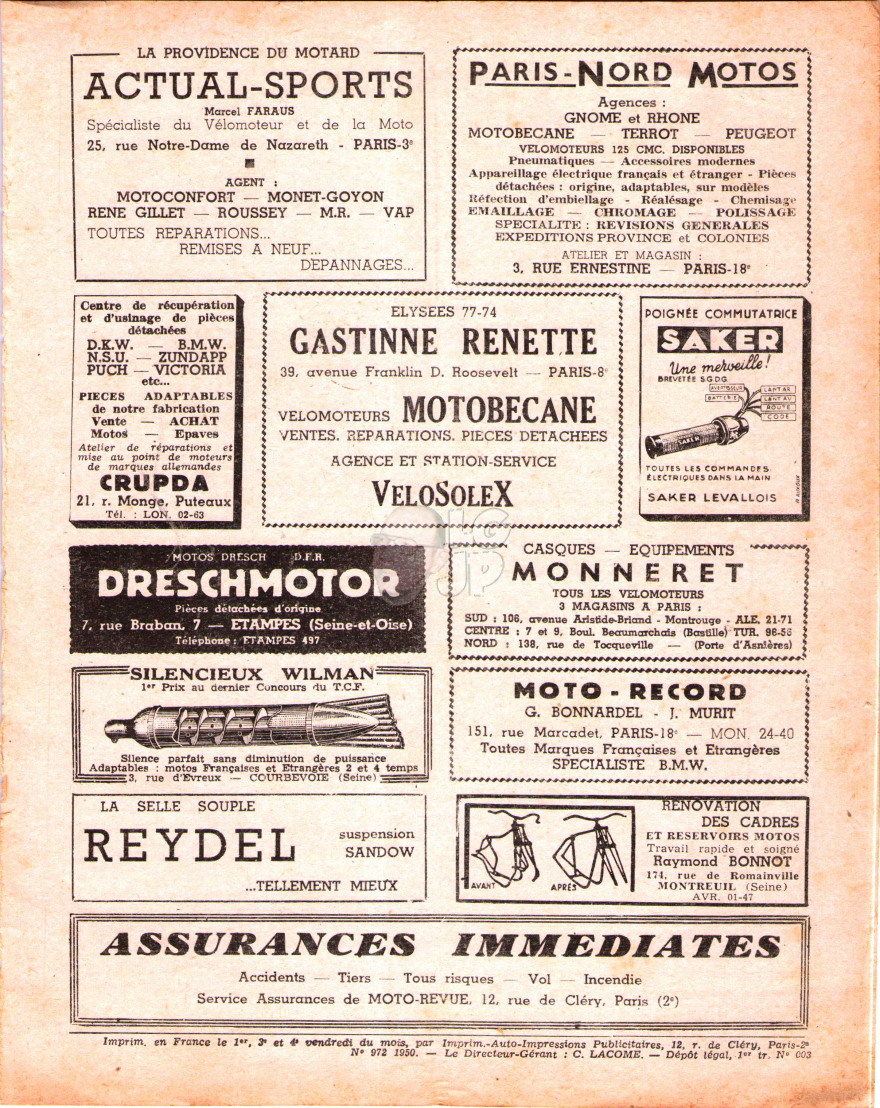 LA PROVIDENCE DU MOTARD
ACTUAL-SPORTS
Marcel FARAUS
Spécialiste du Vélomoteur et de la Moto
25, rue Notre-Dame de Nazareth - PARIS-3e
AGENT :
MOTOCONFORT — MONET-GOYON
RENE GILLET — ROUSSEY — M.R. — VAP
TOUTES REPARATIONS...
REMISES A NEUF...
DEPANNAGES...
PARIS-NORD MOTOS
Agences :
GNOME et RHONE
MOTOBECANE — TERROT — PEUGEOT
VELOMOTEURS 125 CMC. DISPONIBLES
Pneumatiques — Accessoires modernes
Appareillage électrique français et étranger - Pièces
détachées : origine, adaptables, sur modèles
Réfection d'embiellage - Réalésage - Chemisage
EMAILLAGE — CHROMAGE — POLISSAGE
SPECIALITE : REVISIONS GENERALES
EXPEDITIONS PROVINCE et COLONIES
ATELIER ET MAGASIN :
3, RUE ERNESTINE — PARIS-18e
Centre de récupération
et d'usinage de pièces
détachées
D.K.W. — B.M.W.
N.S.U. — ZUNDAPP
PUCH — VICTORIA
etc...
PIECES ADAPTABLES
de notre fabrication
Vente — ACHAT
Motos — Epaves
Atelier de réparations et
mise au point de moteurs
de marques allemandes
CRUPDA
21, r. Monge, Puteaux
Tél. : LON. 02-63
ELYSEES 77-74
GASTINNE RENETTE
39, avenue Franklin D. Roosevelt — PARIS-8e
VELOMOTEURS MOTOBECANE
VENTES. REPARATIONS. PIECES DETACHEES
AGENCE ET STATION-SERVICE
VELOSOLEX
POIGNÉE COMMUTATRICE
SAKER
Une merveille!
BREVETÉE S.G.D.G.
AVERTISSEUR
BATTERIE
LANT AR
LANT AV
ROUTE
CODE
SAKER
TOUTES LES COMMANDES
ÉLECTRIQUES DANS LA MAIN
SAKER LEVALLOIS
LGJP
MOTOS DRESCH D.F.R.
DRESCHMOTOR
Pièces détachées d'origine
7, rue Braban, 7 — ETAMPES (Seine-et-Oise)
Téléphone : ETAMPES 497
CASQUES — EQUIPEMENTS
MONNERET
TOUS LES VELOMOTEURS
3 MAGASINS A PARIS :
SUD : 106, avenue Aristide-Briand - Montrouge - ALE. 21-71
CENTRE : 7 et 9, Boul. Beaumarchais (Bastille) TUR. 96-56
NORD : 138, rue de Tocqueville — (Porte d'Asnières)
SILENCIEUX WILMAN
1er Prix au dernier Concours du T.C.F.
Silence parfait sans diminution de puissance
Adaptables : motos Françaises et Etrangères 2 et 4 temps
3, rue d'Evreux — COURBEVOIE (Seine)
MOTO - RECORD
G. BONNARDEL - J. MURIT
151, rue Marcadet, PARIS-18e — MON. 24-40
Toutes Marques Françaises et Etrangères
SPECIALISTE B.M.W.
LA SELLE SOUPLE
REYDEL
suspension
SANDOW
...TELLEMENT MIEUX
AVANT
APRÉS
RENOVATION
DES CADRES
ET RESERVOIRS MOTOS
Travail rapide et soigné
Raymond BONNOT
174, rue de Romainville
MONTREUIL (Seine)
AVR. 01-47
ASSURANCES IMMEDIATES
Accidents — Tiers — Tous risques — Vol — Incendie
Service Assurances de MOTO-REVUE, 12, rue de Cléry, Paris (2e)
Imprim. en France le 1er, 3e et 4e vendredi du mois, par Imprim.-Auto-Impressions Publicitaires, 12, r. de Cléry, Paris-2e
No 972 1950. — Le Directeur-Gérant : C. LACOME. — Dépôt légal, 1er tr. No 003